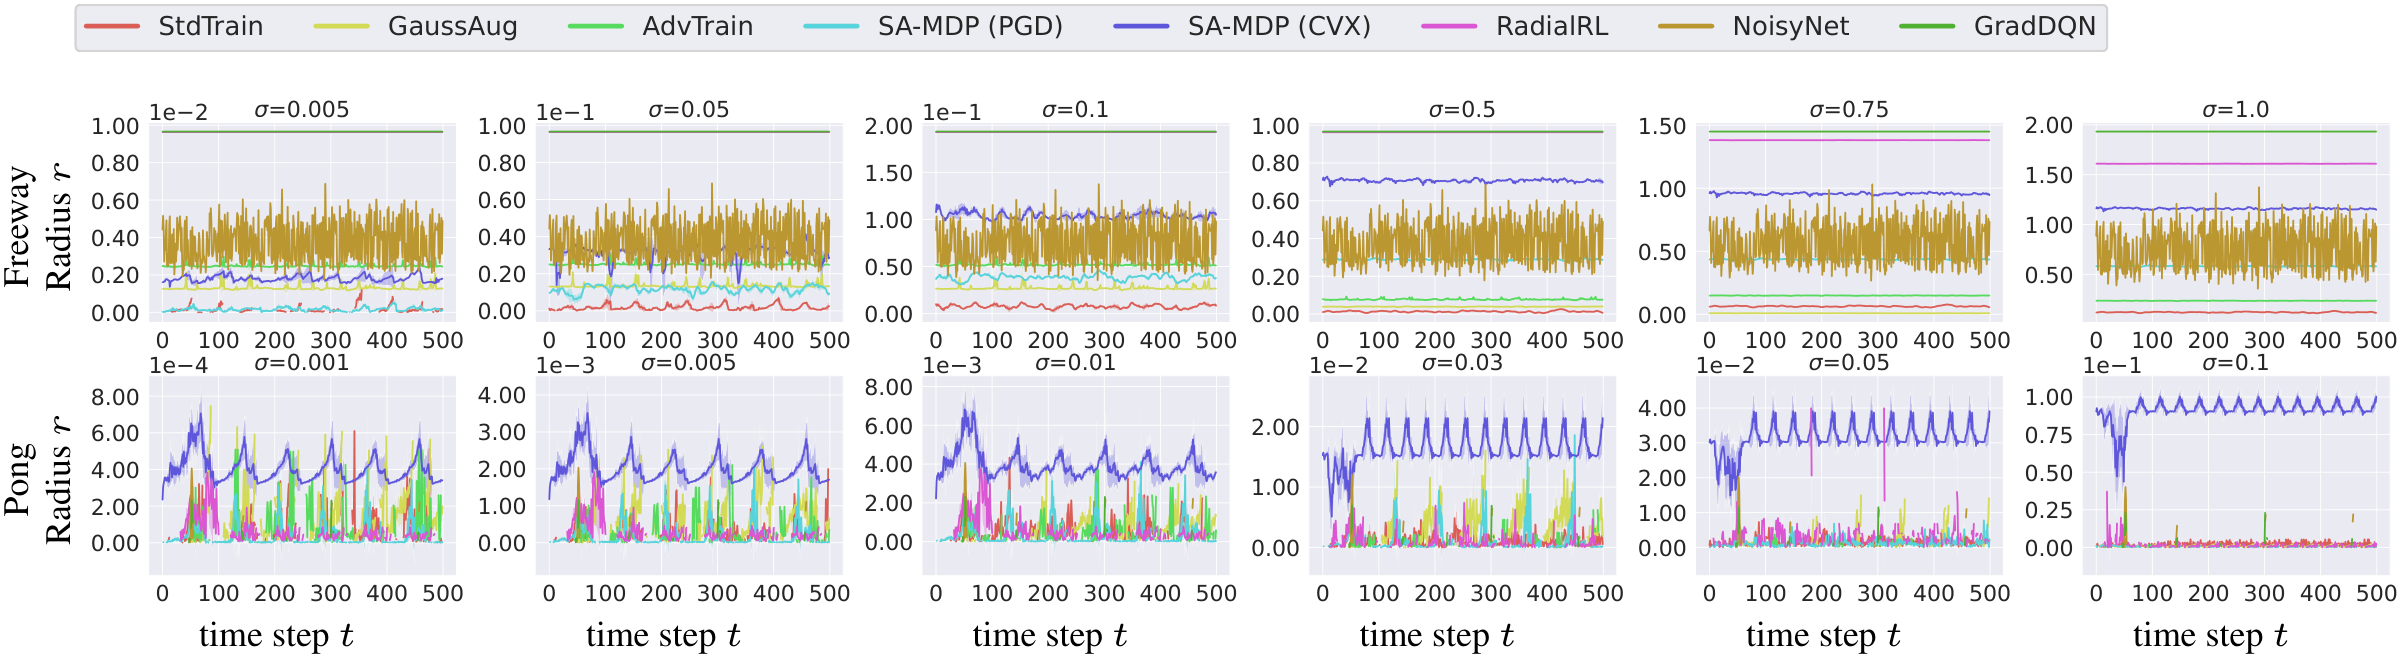 StdTrain GaussAug AdvTrain SA-MDP (PGD) SA-MDP (CVX) RadialRL NoisyNet GradDQN
1e−2 σ=0.005 1e−1 σ=0.05 1e−1 σ=0.1 σ=0.5 σ=0.75 σ=1.0
Freeway
Radius r
1.00 0.80 0.60 0.40 0.20 0.00
1.00 0.80 0.60 0.40 0.20 0.00
2.00 1.50 1.00 0.50 0.00
1.00 0.80 0.60 0.40 0.20 0.00
1.50 1.00 0.50 0.00
2.00 1.50 1.00 0.50
0 100 200 300 400 500 0 100 200 300 400 500 0 100 200 300 400 500 0 100 200 300 400 500 0 100 200 300 400 500 0 100 200 300 400 500
1e−4 σ=0.001 1e−3 σ=0.005 1e−3 σ=0.01 1e−2 σ=0.03 1e−2 σ=0.05 1e−1 σ=0.1
Pong
Radius r
8.00 6.00 4.00 2.00 0.00
4.00 3.00 2.00 1.00 0.00
8.00 6.00 4.00 2.00 0.00
2.00 1.00 0.00
4.00 3.00 2.00 1.00 0.00
1.00 0.75 0.50 0.25 0.00
0 100 200 300 400 500 0 100 200 300 400 500 0 100 200 300 400 500 0 100 200 300 400 500 0 100 200 300 400 500 0 100 200 300 400 500
time step t time step t time step t time step t time step t time step t